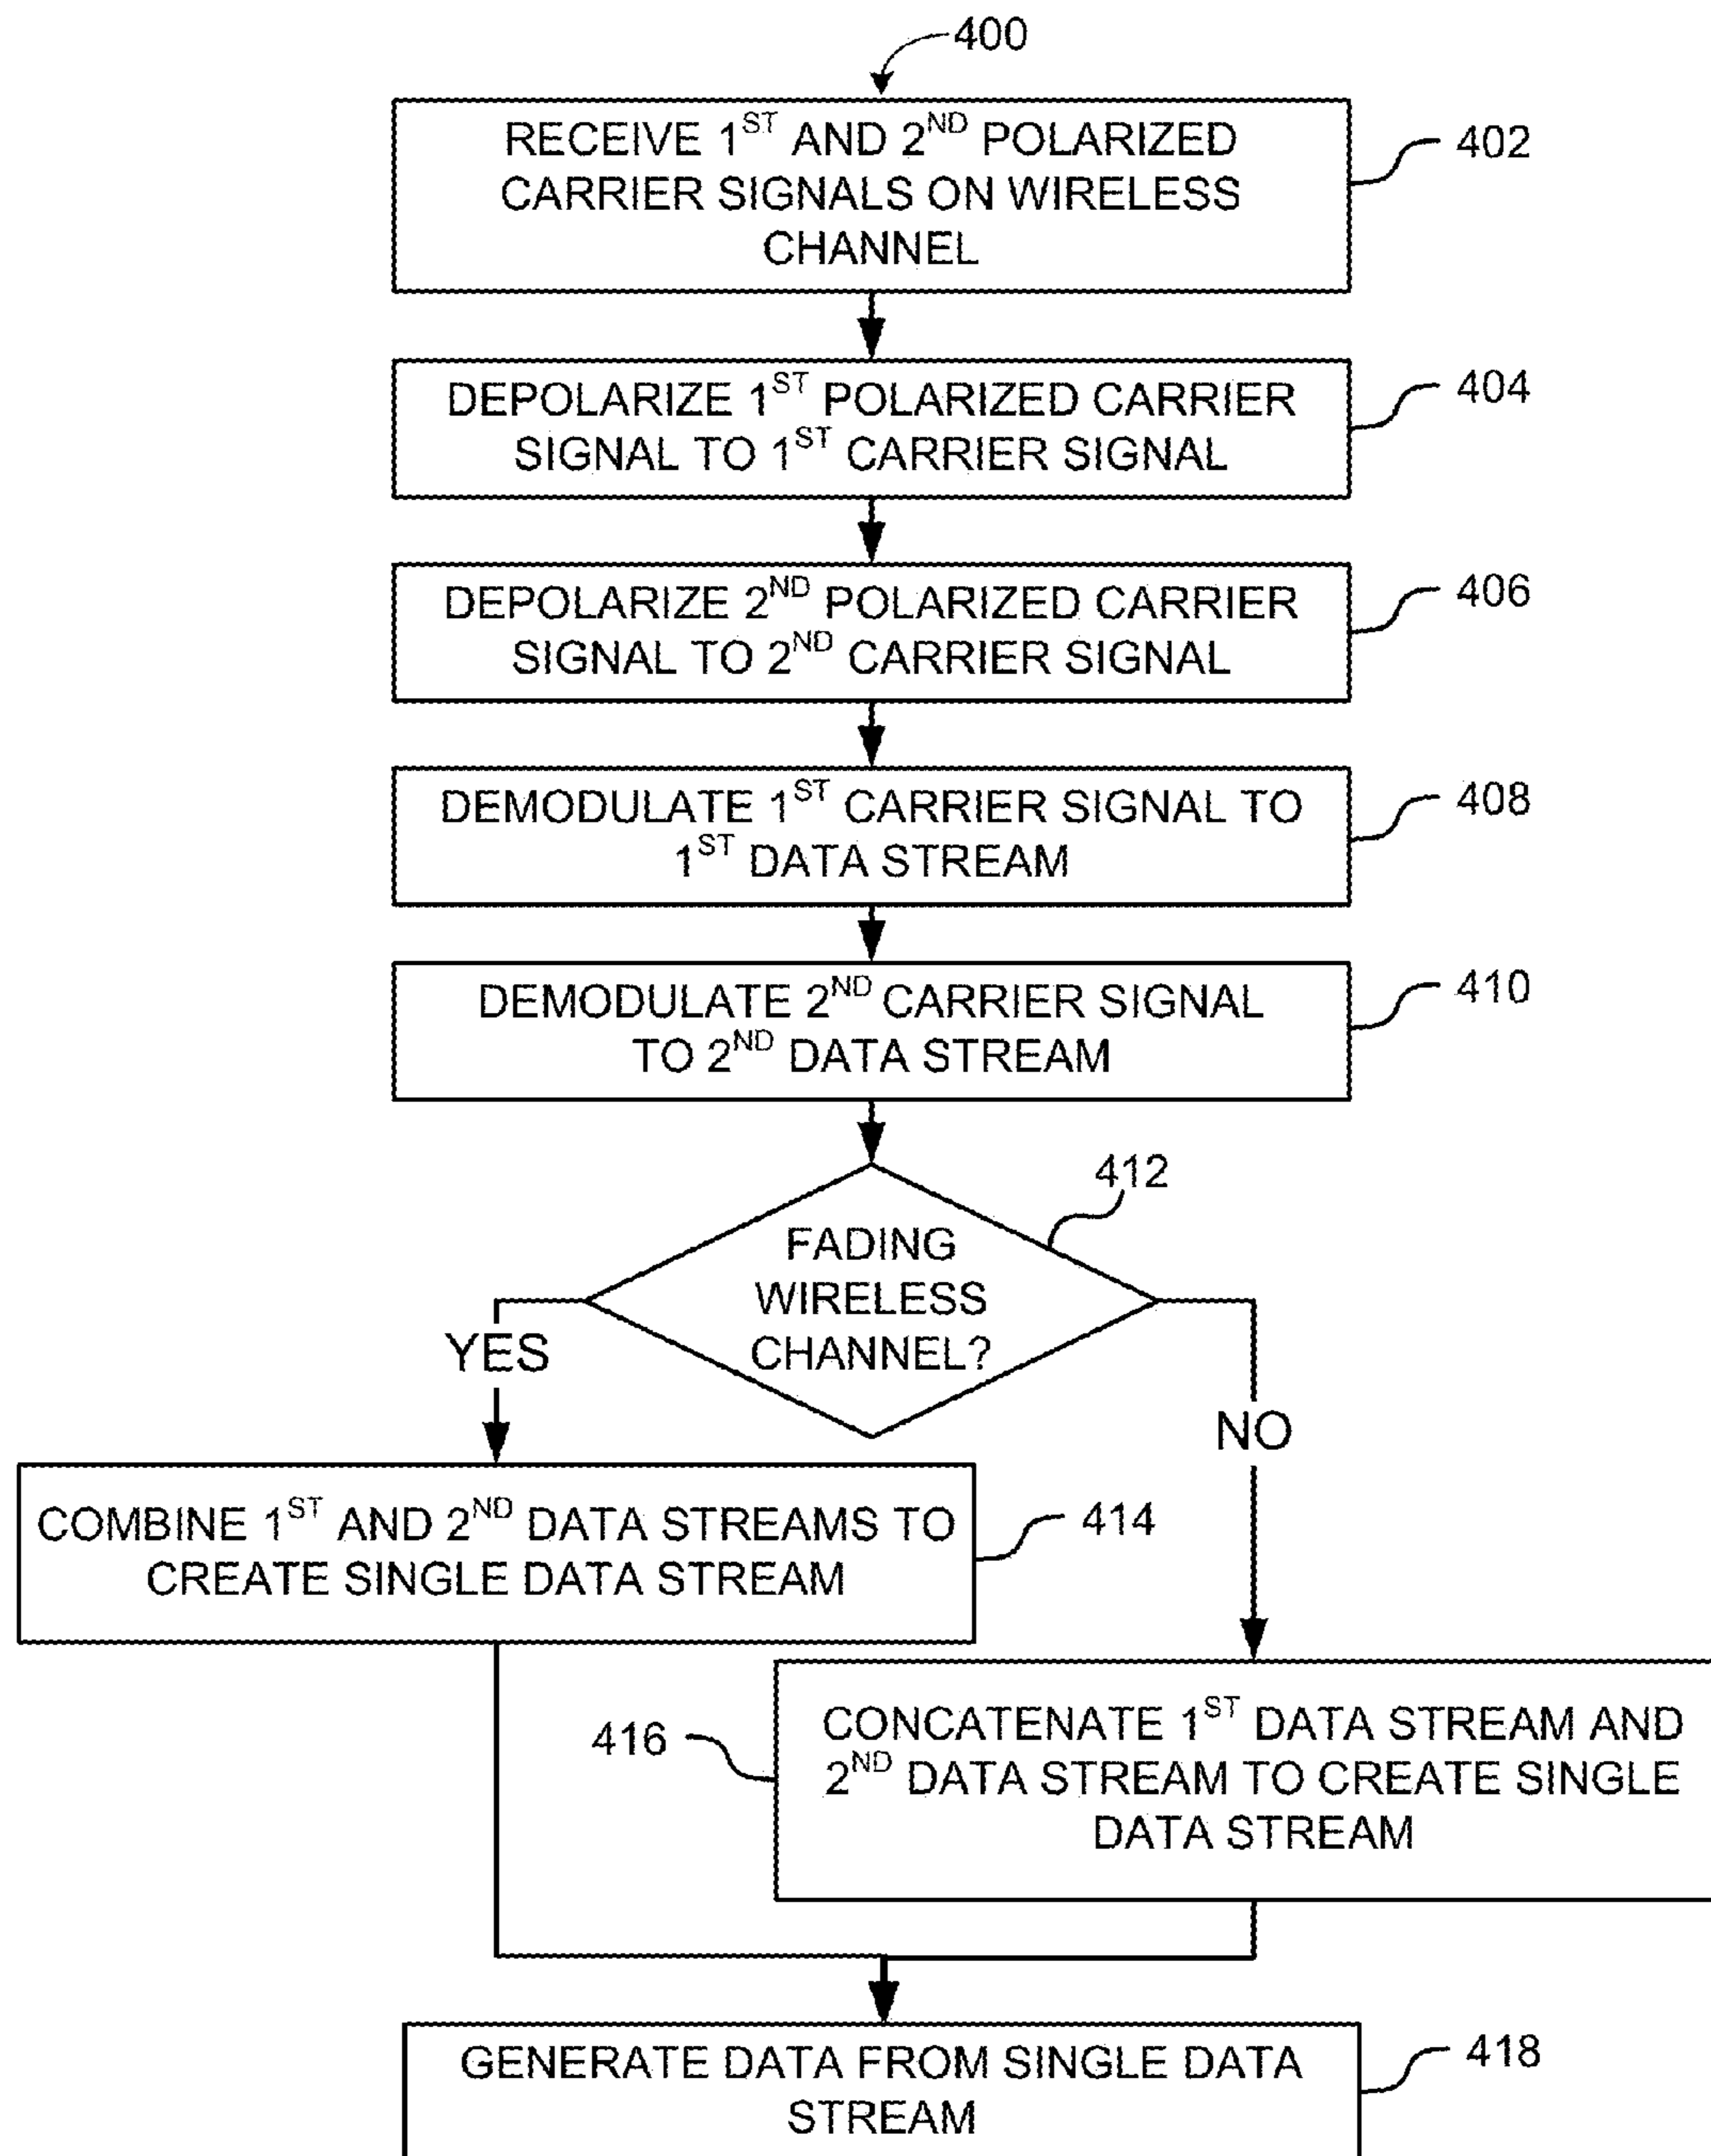 400
RECEIVE 1ST AND 2ND POLARIZED
CARRIER SIGNALS ON WIRELESS
CHANNEL
402
DEPOLARIZE 1ST POLARIZED CARRIER
SIGNAL TO 1ST CARRIER SIGNAL
404
DEPOLARIZE 2ND POLARIZED CARRIER
SIGNAL TO 2ND CARRIER SIGNAL
406
DEMODULATE 1ST CARRIER SIGNAL TO
1ST DATA STREAM
408
DEMODULATE 2ND CARRIER SIGNAL
TO 2ND DATA STREAM
410
412
FADING
WIRELESS
CHANNEL?
YES
NO
COMBINE 1ST AND 2ND DATA STREAMS TO
CREATE SINGLE DATA STREAM
414
416
CONCATENATE 1ST DATA STREAM AND
2ND DATA STREAM TO CREATE SINGLE
DATA STREAM
GENERATE DATA FROM SINGLE DATA
STREAM
418